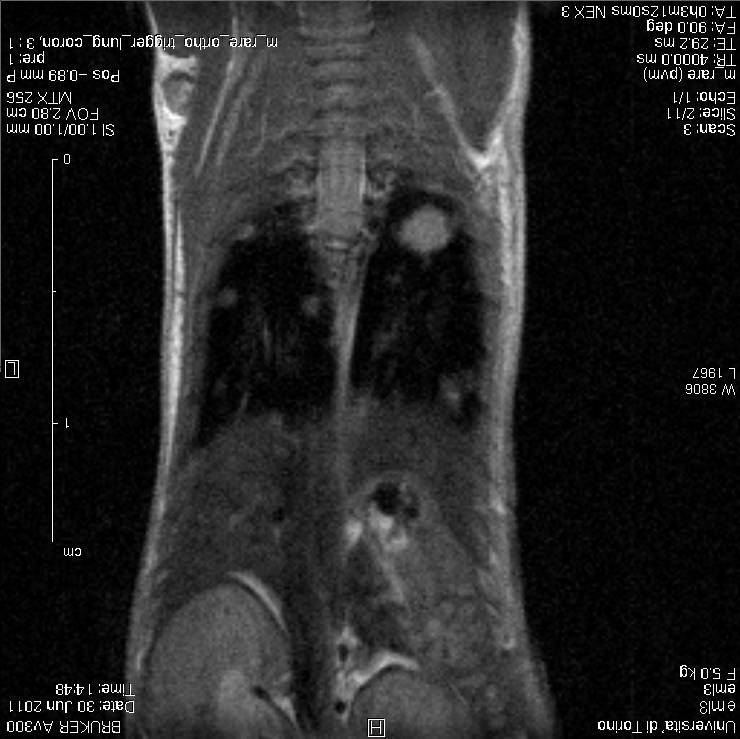 Universita' di Torino
eml3
eml3
F 5.0 kg
H
BRUKER Av300
Date: 30 Jun 2011
Time: 14:48
W 3806
L 1967
L
cm
1
0
Scan: 3
Slice: 2/11
Echo: 1/1
m_rare (pvm)
TR: 4000.0 ms
TE: 29.2 ms
FA: 90.0 deg
TA: 0h3m12s0ms NEX 3
SI 1.00/1.00 mm
FOV 2.80 cm
MTX 256
Pos -0.89 mm P
pre: 1
m_rare_ortho_trigger_lung_coron, 3 : 1